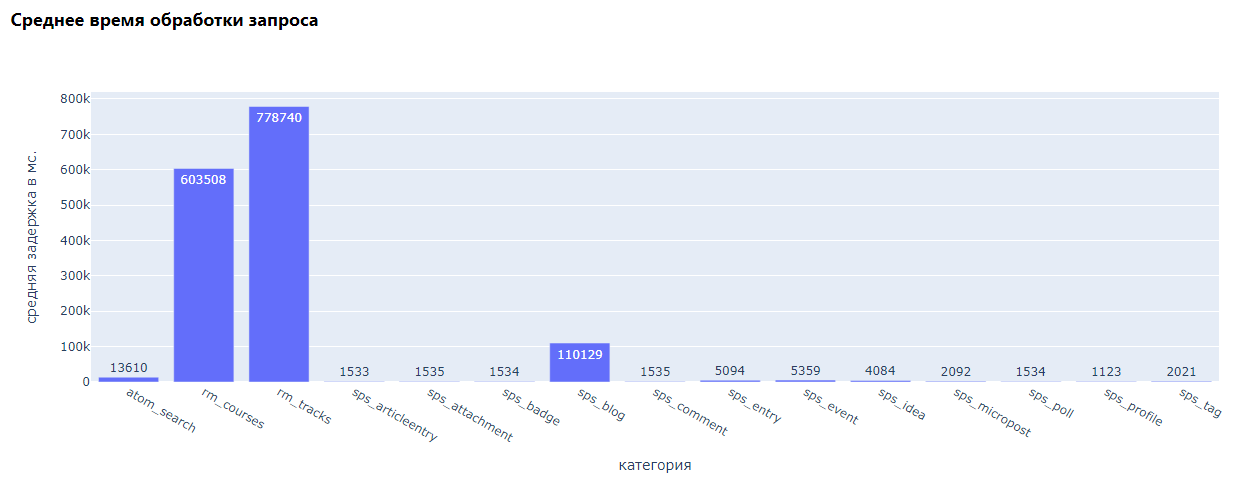 Среднее время обработки запроса
средняя задержка в мс.
800k
700k
600k
500k
400k
300k
200k
100k
0
13610
603508
778740
1533
1535
1534
110129
1535
5094
5359
4084
2092
1534
1123
2021
atom_search
rm_courses
rm_tracks
sps_articleentry
sps_attachment
sps_badge
sps_blog
sps_comment
sps_entry
sps_event
sps_idea
sps_micropost
sps_poll
sps_profile
sps_tag
категория